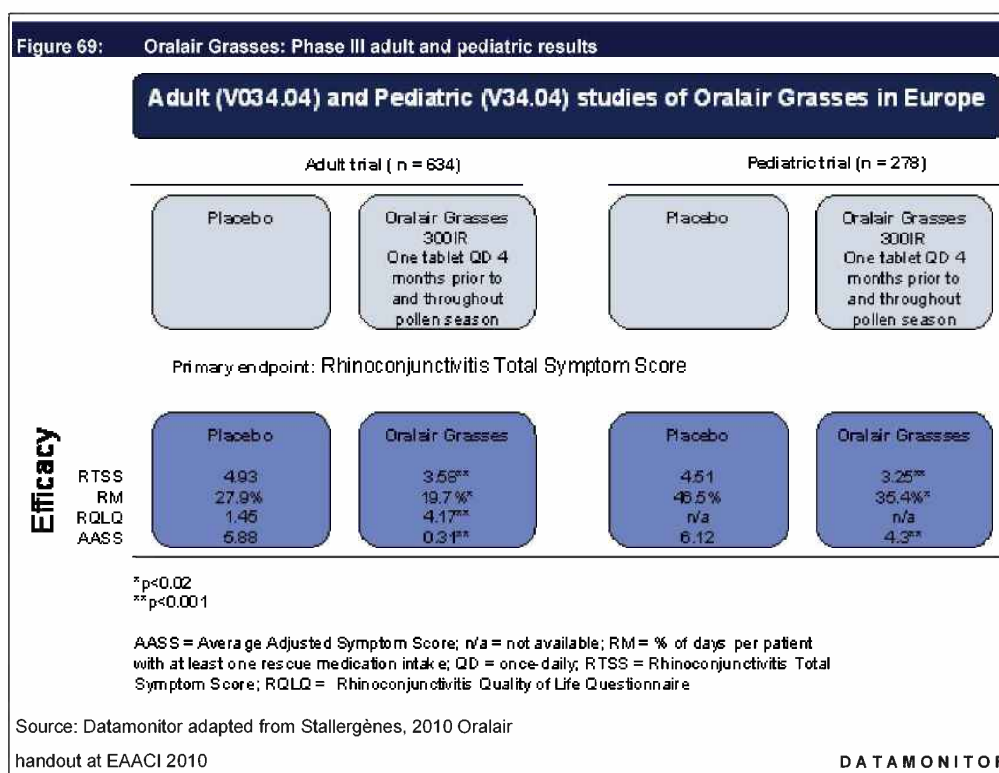 Figure 69: Oralair Grasses: Phase III adult and pediatric results
Adult (V034.04) and Pediatric (V34.04) studies of Oralair Grasses in Europe
Adult trial ( n = 634)
Pediatric trial (n = 278)
Placebo
Oralair Grasses
300IR
One tablet QD 4
months prior to
and throughout
pollen season
Placebo
Oralair Grasses
300IR
One tablet QD 4
months prior to
and throughout
pollen season
Primary endpoint: Rhinoconjunctivitis Total Symptom Score
Efficacy
Placebo Oralair Grassses Placebo Oralair Grassses
RTSS 4.93 3.58** 4.51 3.25**
RM 27.9% 19.7%* 46.5% 35.4%*
RQLQ 1.45 4.17** n/a n/a
AASS 5.88 0.31** 6.12 4.3**
*p<0.02
**p<0.001
AASS = Average Adjusted Symptom Score; n/a = not available; RM = % of days per patient
with at least one rescue medication intake; QD = once-daily; RTSS = Rhinoconjunctivitis Total
Symptom Score; RQLQ = Rhinoconjunctivitis Quality of Life Questionnaire
Source: Datamonitor adapted from Stallergènes, 2010 Oralair
handout at EAACI 2010
DATAMONITOR